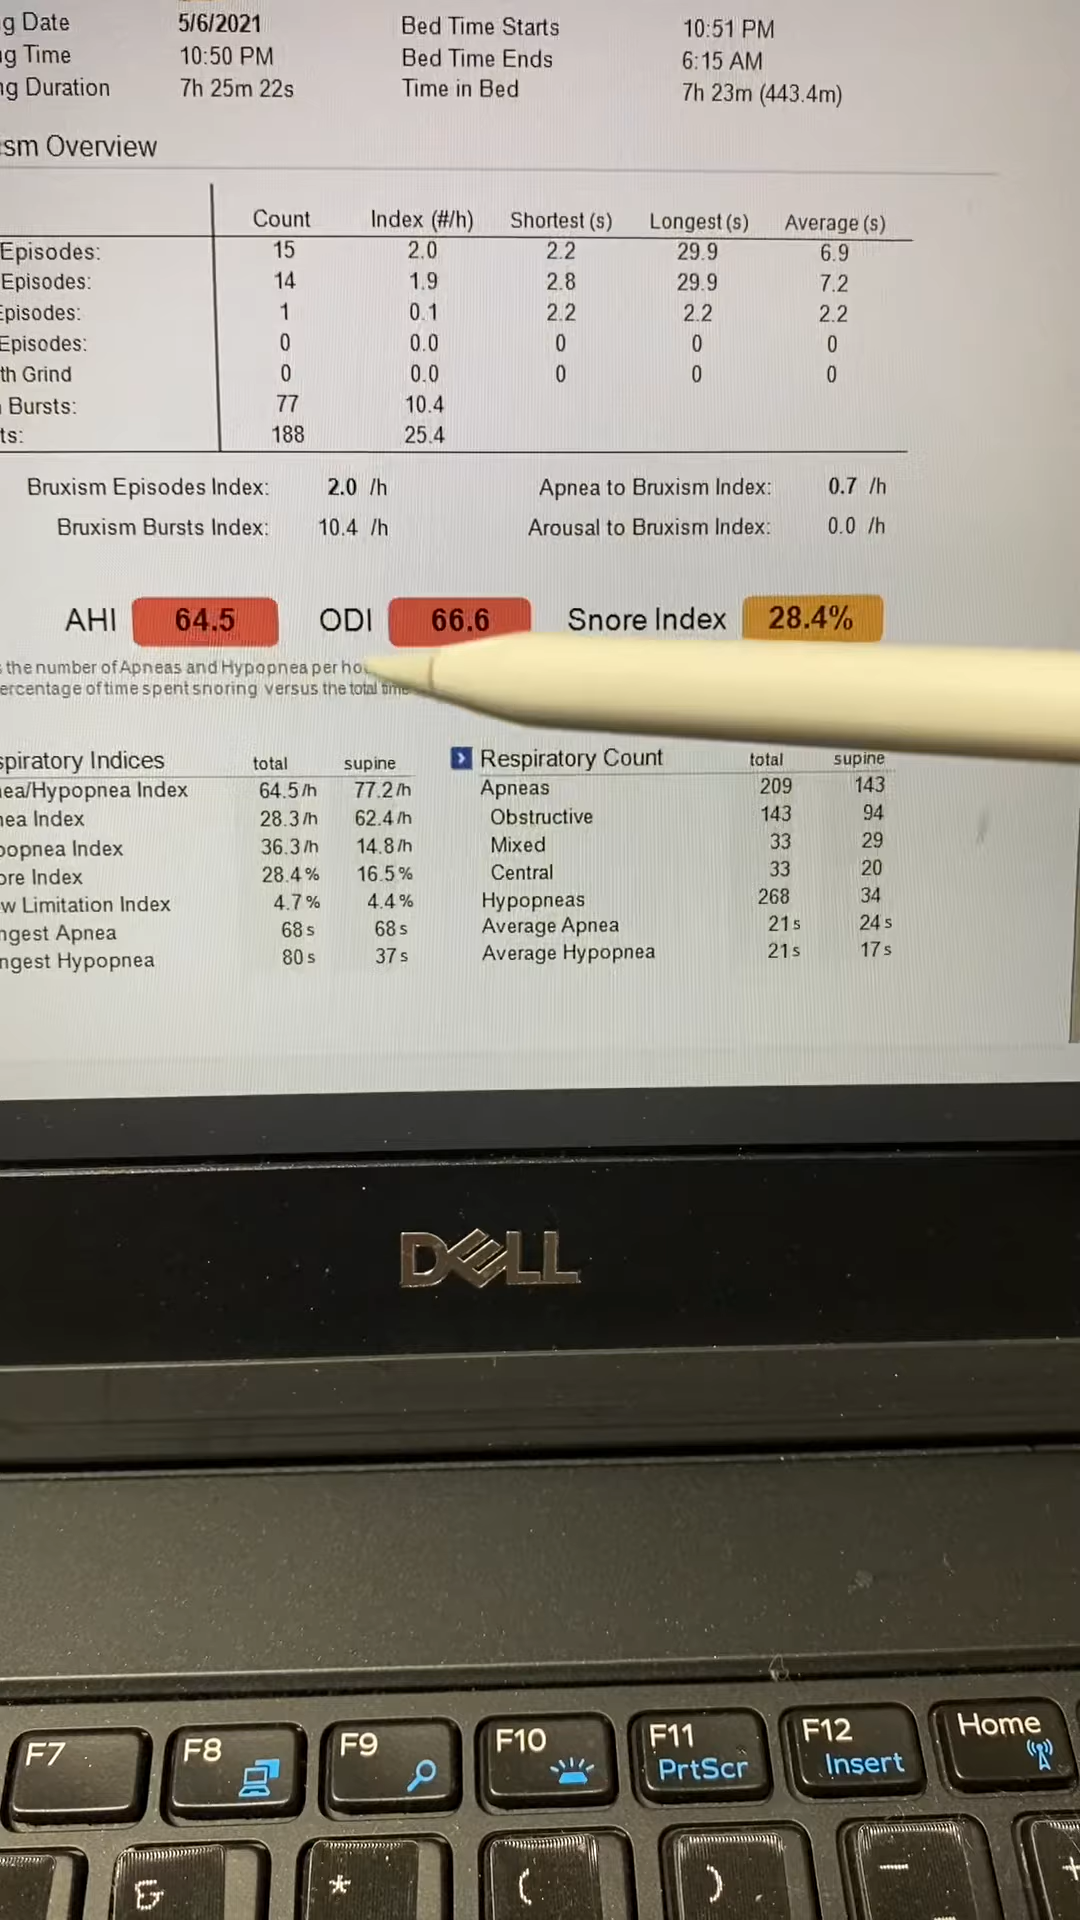 g Date 5/6/2021 Bed Time Starts 10:51 PM
g Time 10:50 PM Bed Time Ends 6:15 AM
ng Duration 7h 25m 22s Time in Bed 7h 23m (443.4m)
sm Overview
Count Index (#/h) Shortest (s) Longest (s) Average (s)
Episodes: 15 2.0 2.2 29.9 6.9
Episodes: 14 1.9 2.8 29.9 7.2
Episodes: 1 0.1 2.2 2.2 2.2
Episodes: 0 0.0 0 0 0
th Grind 0 0.0 0 0 0
Bursts: 77 10.4
ts: 188 25.4
Bruxism Episodes Index: 2.0 /h Apnea to Bruxism Index: 0.7 /h
Bruxism Bursts Index: 10.4 /h Arousal to Bruxism Index: 0.0 /h
AHI 64.5 ODI 66.6 Snore Index 28.4%
the number of Apneas and Hypopnea per hou
ercentage of time spent snoring versus the total time
spiratory Indices total supine Respiratory Count total supine
ea/Hypopnea Index 64.5/h 77.2/h Apneas 209 143
nea Index 28.3/h 62.4/h Obstructive 143 94
popnea Index 36.3/h 14.8/h Mixed 33 29
ore Index 28.4% 16.5% Central 33 20
w Limitation Index 4.7% 4.4% Hypopneas 268 34
ngest Apnea 68 s 68 s Average Apnea 21 s 24 s
ngest Hypopnea 80 s 37 s Average Hypopnea 21 s 17 s
DELL
F7 F8 F9 F10 F11 PrtScr F12 Insert Home
& * ( ) — +